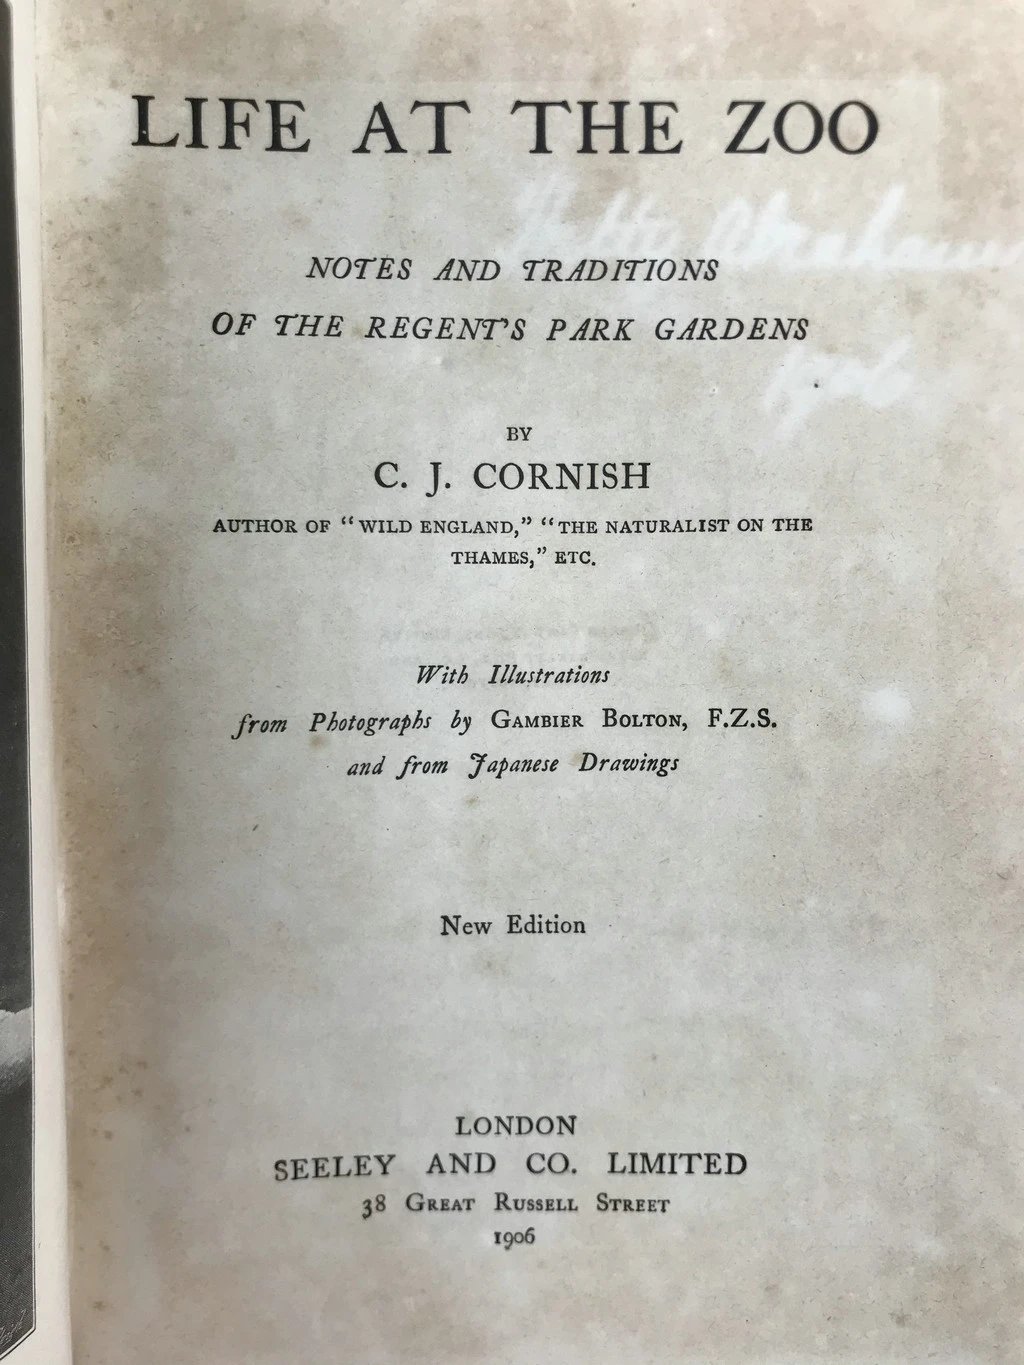 LIFE AT THE ZOO
NOTES AND TRADITIONS
OF THE REGENT'S PARK GARDENS
BY
C. J. CORNISH
AUTHOR OF “WILD ENGLAND,” “THE NATURALIST ON THE
THAMES,” ETC.
With Illustrations
from Photographs by GAMBIER BOLTON, F.Z.S.
and from Japanese Drawings
New Edition
LONDON
SEELEY AND CO. LIMITED
38 GREAT RUSSELL STREET
1906